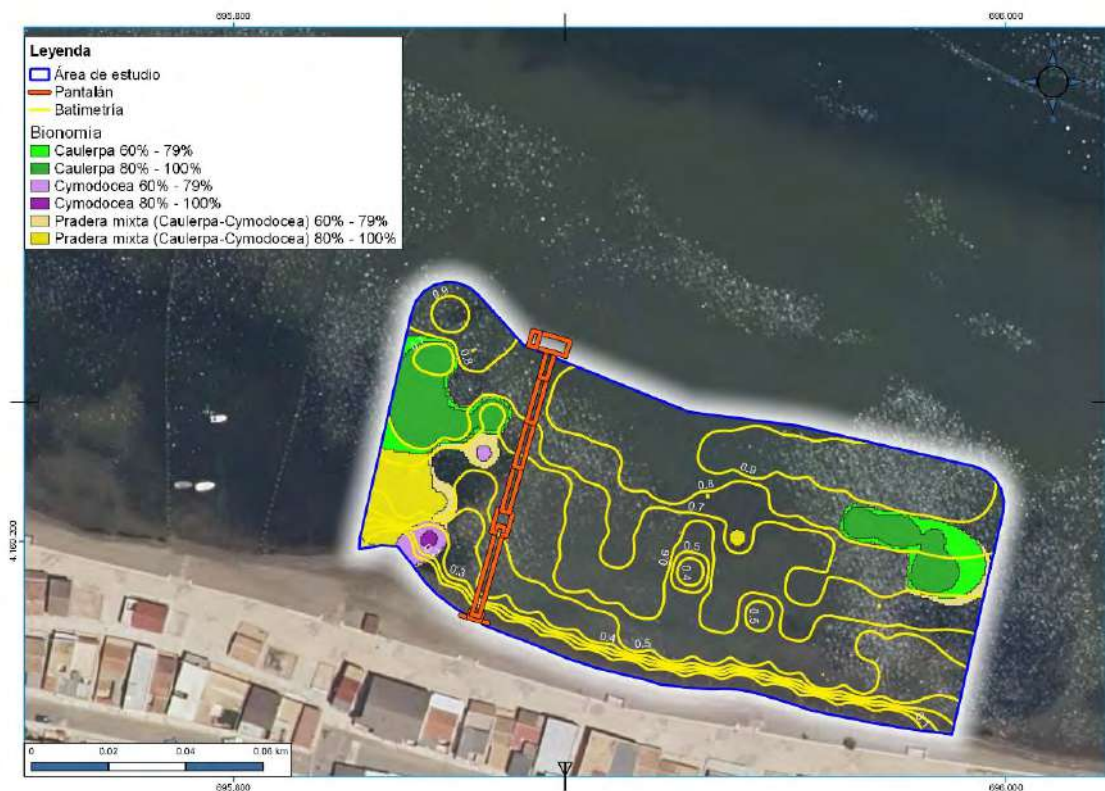 695.800
696.000
Leyenda
Área de estudio
Pantalán
Batimetría
Bionomía
Caulerpa 60% - 79%
Caulerpa 80% - 100%
Cymodocea 60% - 79%
Cymodocea 80% - 100%
Pradera mixta (Caulerpa-Cymodocea) 60% - 79%
Pradera mixta (Caulerpa-Cymodocea) 80% - 100%
0.9
0.8
0.9
0.8
0.7
0.5
0.6
0.4
0.5
0.3
0.4
0.5
0 0.02 0.04 0.06 km
695.800
696.000